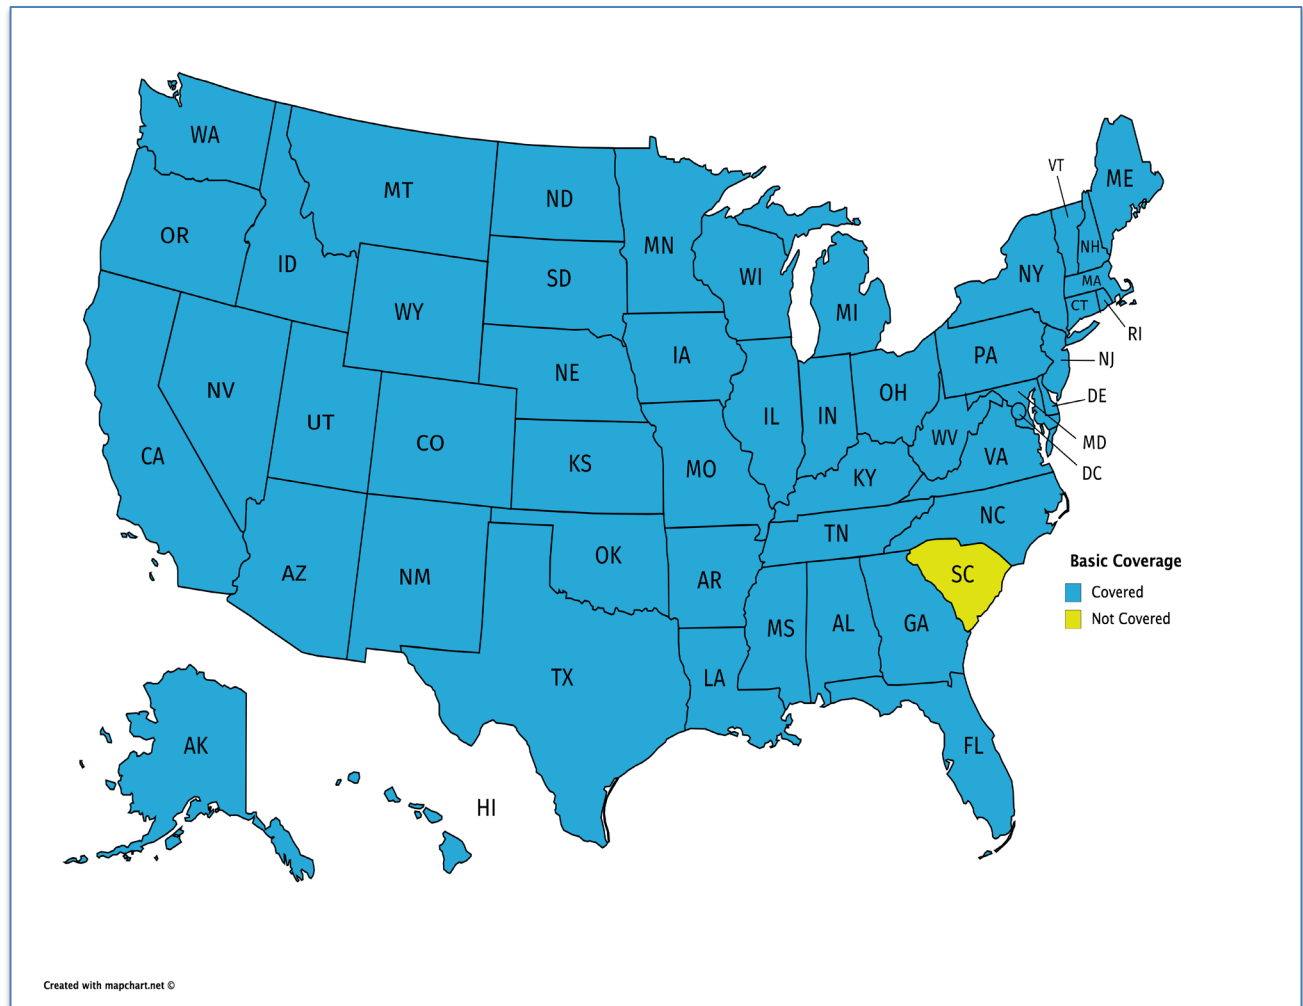 WA
MT
ND
MN
VT
ME
OR
ID
SD
WI
MI
NY
NH
MA
CT
RI
WY
NE
IA
PA
NJ
NV
UT
CO
KS
MO
IL
IN
OH
WV
VA
DE
MD
DC
CA
KY
AZ
NM
OK
AR
TN
NC
SC
TX
LA
MS
AL
GA
FL
AK
HI
Basic Coverage
Covered
Not Covered
Created with mapchart.net ©